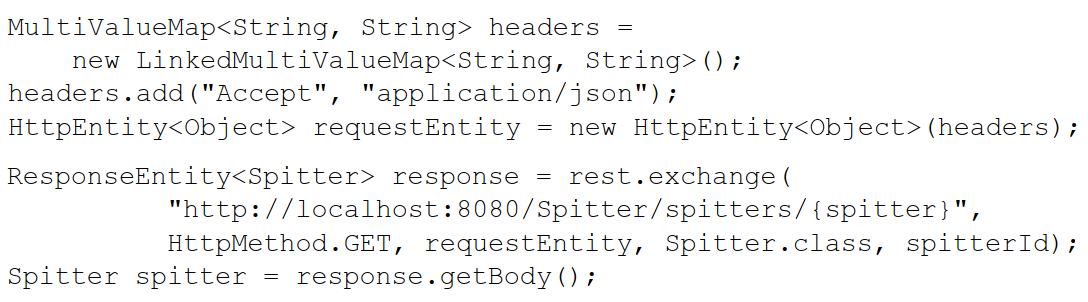 MultiValueMap<String, String> headers =
    new LinkedMultiValueMap<String, String>();
headers.add("Accept", "application/json");
HttpEntity<Object> requestEntity = new HttpEntity<Object>(headers);
ResponseEntity<Spitter> response = rest.exchange(
          "http://localhost:8080/Spitter/spitters/{spitter}",
          HttpMethod.GET, requestEntity, Spitter.class, spitterId);
Spitter spitter = response.getBody();